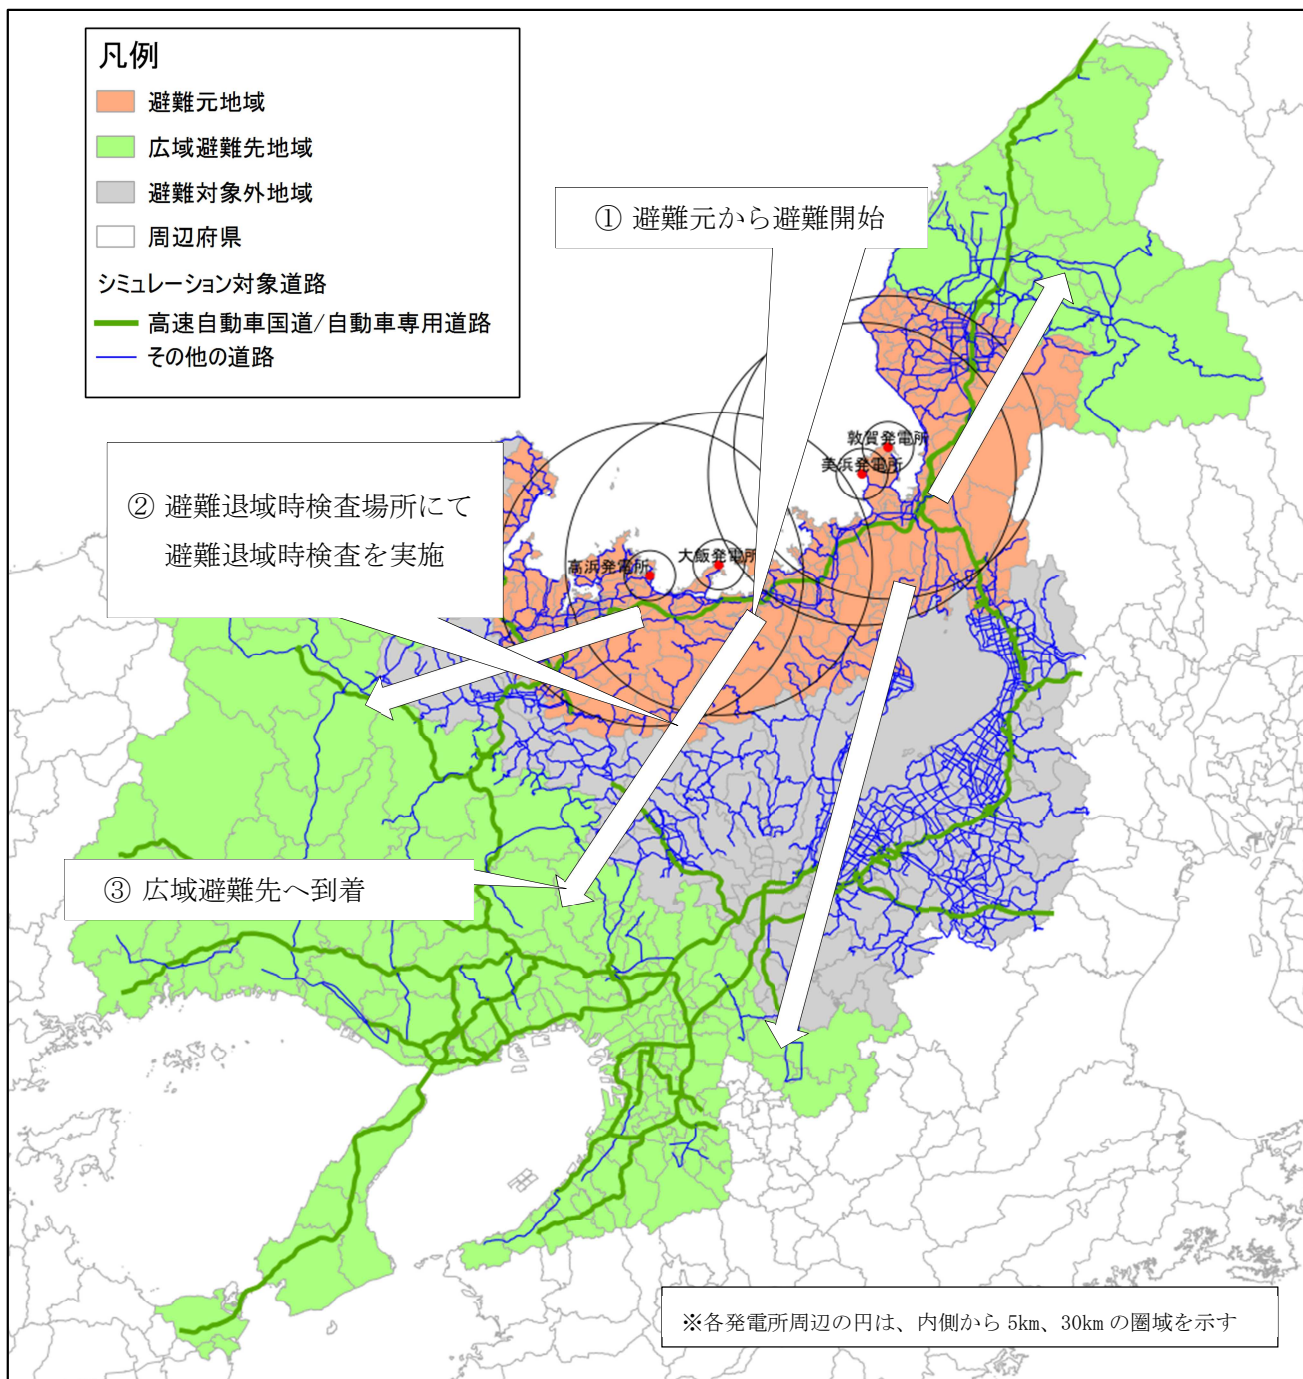 凡例
避難元地域
広域避難先地域
避難対象外地域
周辺府県
シミュレーション対象道路
高速自動車国道/自動車専用道路
その他の道路
① 避難元から避難開始
敦賀発電所
美浜発電所
② 避難退域時検査場所にて
避難退域時検査を実施
大飯発電所
高浜発電所
③ 広域避難先へ到着
※各発電所周辺の円は、内側から 5km、30km の圏域を示す